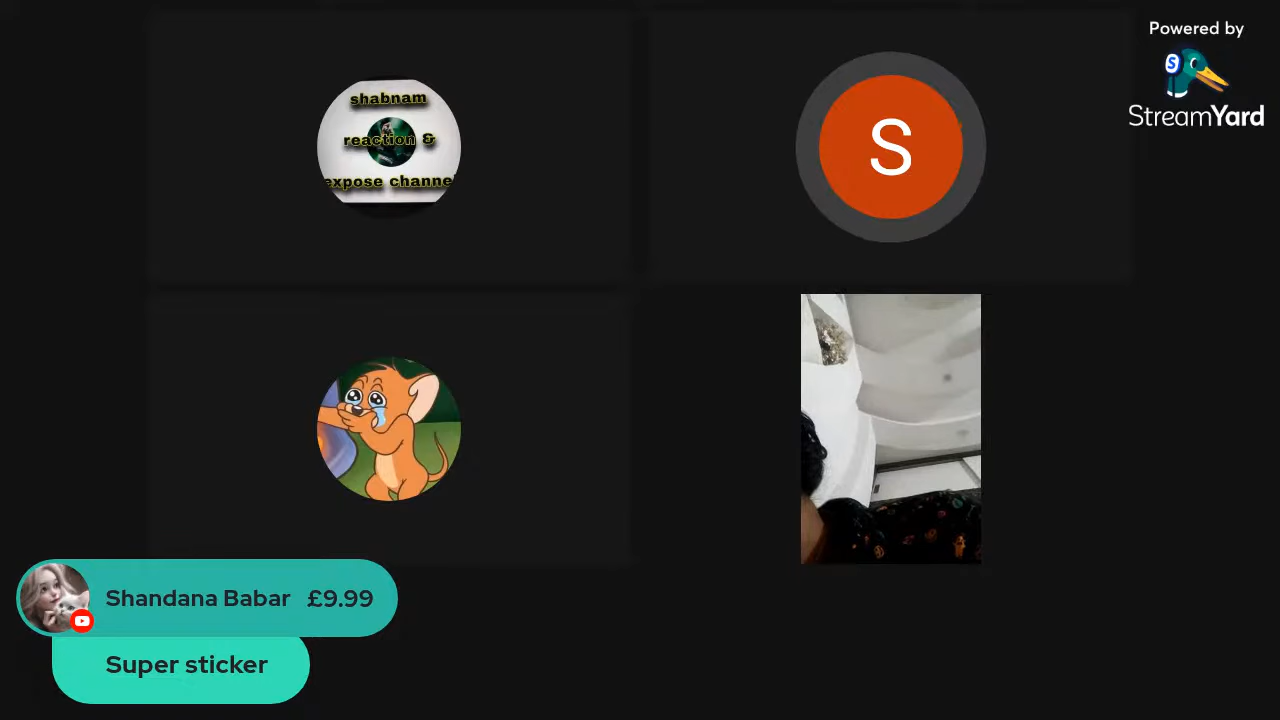 Powered by
S
StreamYard
shabnam
reaction &
expose channel
S
Shandana Babar £9.99
Super sticker